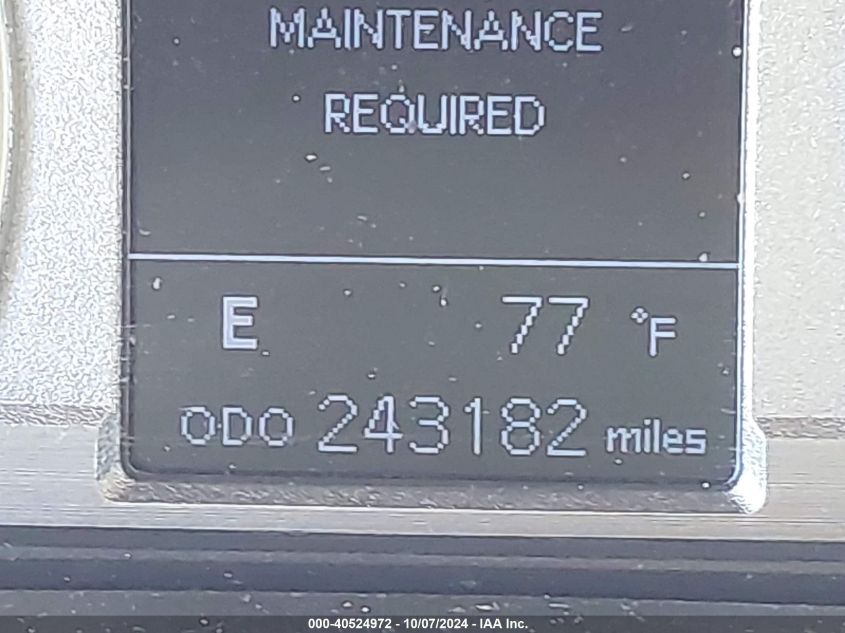 MAINTENANCE
REQUIRED
E 77 °F
ODO 243182 miles
000-40524972 - 10/07/2024 - IAA Inc.